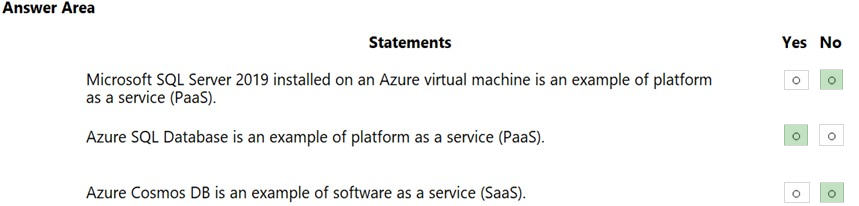 Answer Area
Statements Yes No
Microsoft SQL Server 2019 installed on an Azure virtual machine is an example of platform
as a service (PaaS).
Azure SQL Database is an example of platform as a service (PaaS).
Azure Cosmos DB is an example of software as a service (SaaS).